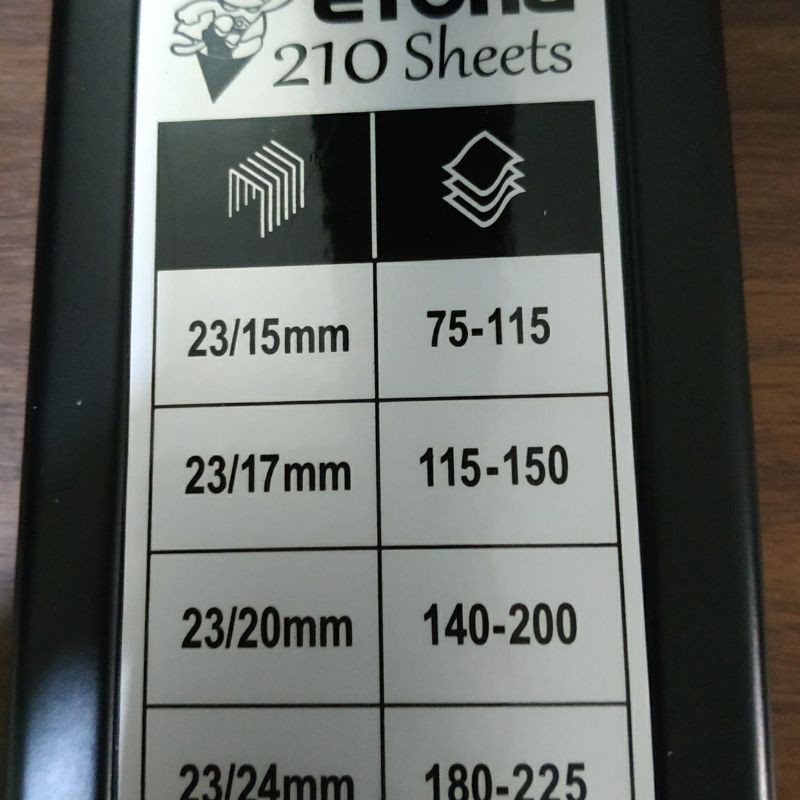 210 Sheets
23/15mm 75-115
23/17mm 115-150
23/20mm 140-200
23/24mm 180-225